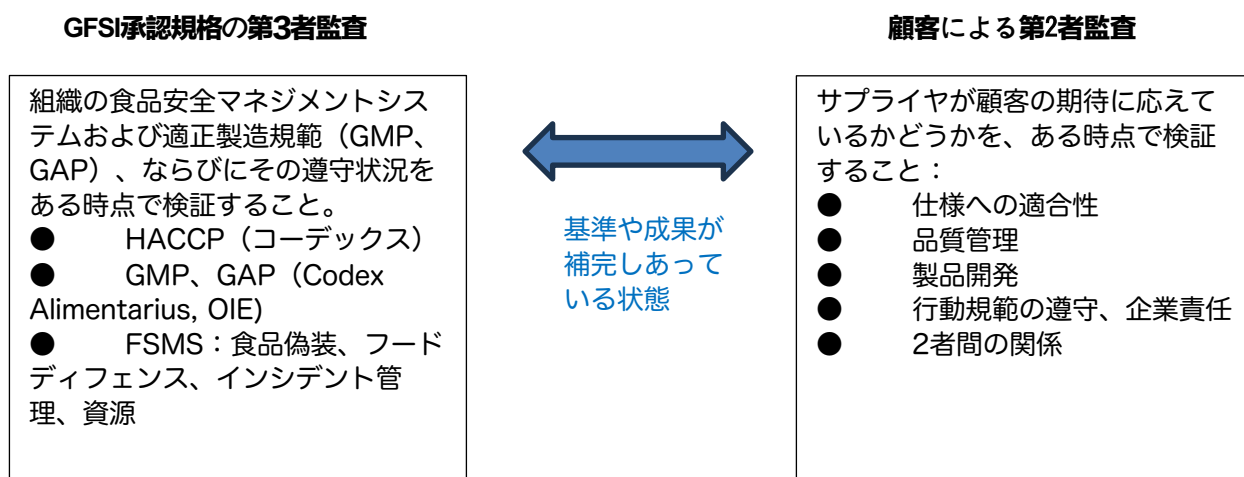 GFSI承認規格の第3者監査
組織の食品安全マネジメントシス
テムおよび適正製造規範（GMP、
GAP）、ならびにその遵守状況を
ある時点で検証すること。
● HACCP（コーデックス）
● GMP、GAP（Codex
Alimentarius, OIE)
● FSMS：食品偽装、フード
ディフェンス、インシデント管
理、資源
基準や成果が
補完しあって
いる状態
顧客による第2者監査
サプライヤが顧客の期待に応えて
いるかどうかを、ある時点で検証
すること：
● 仕様への適合性
● 品質管理
● 製品開発
● 行動規範の遵守、企業責任
● 2者間の関係